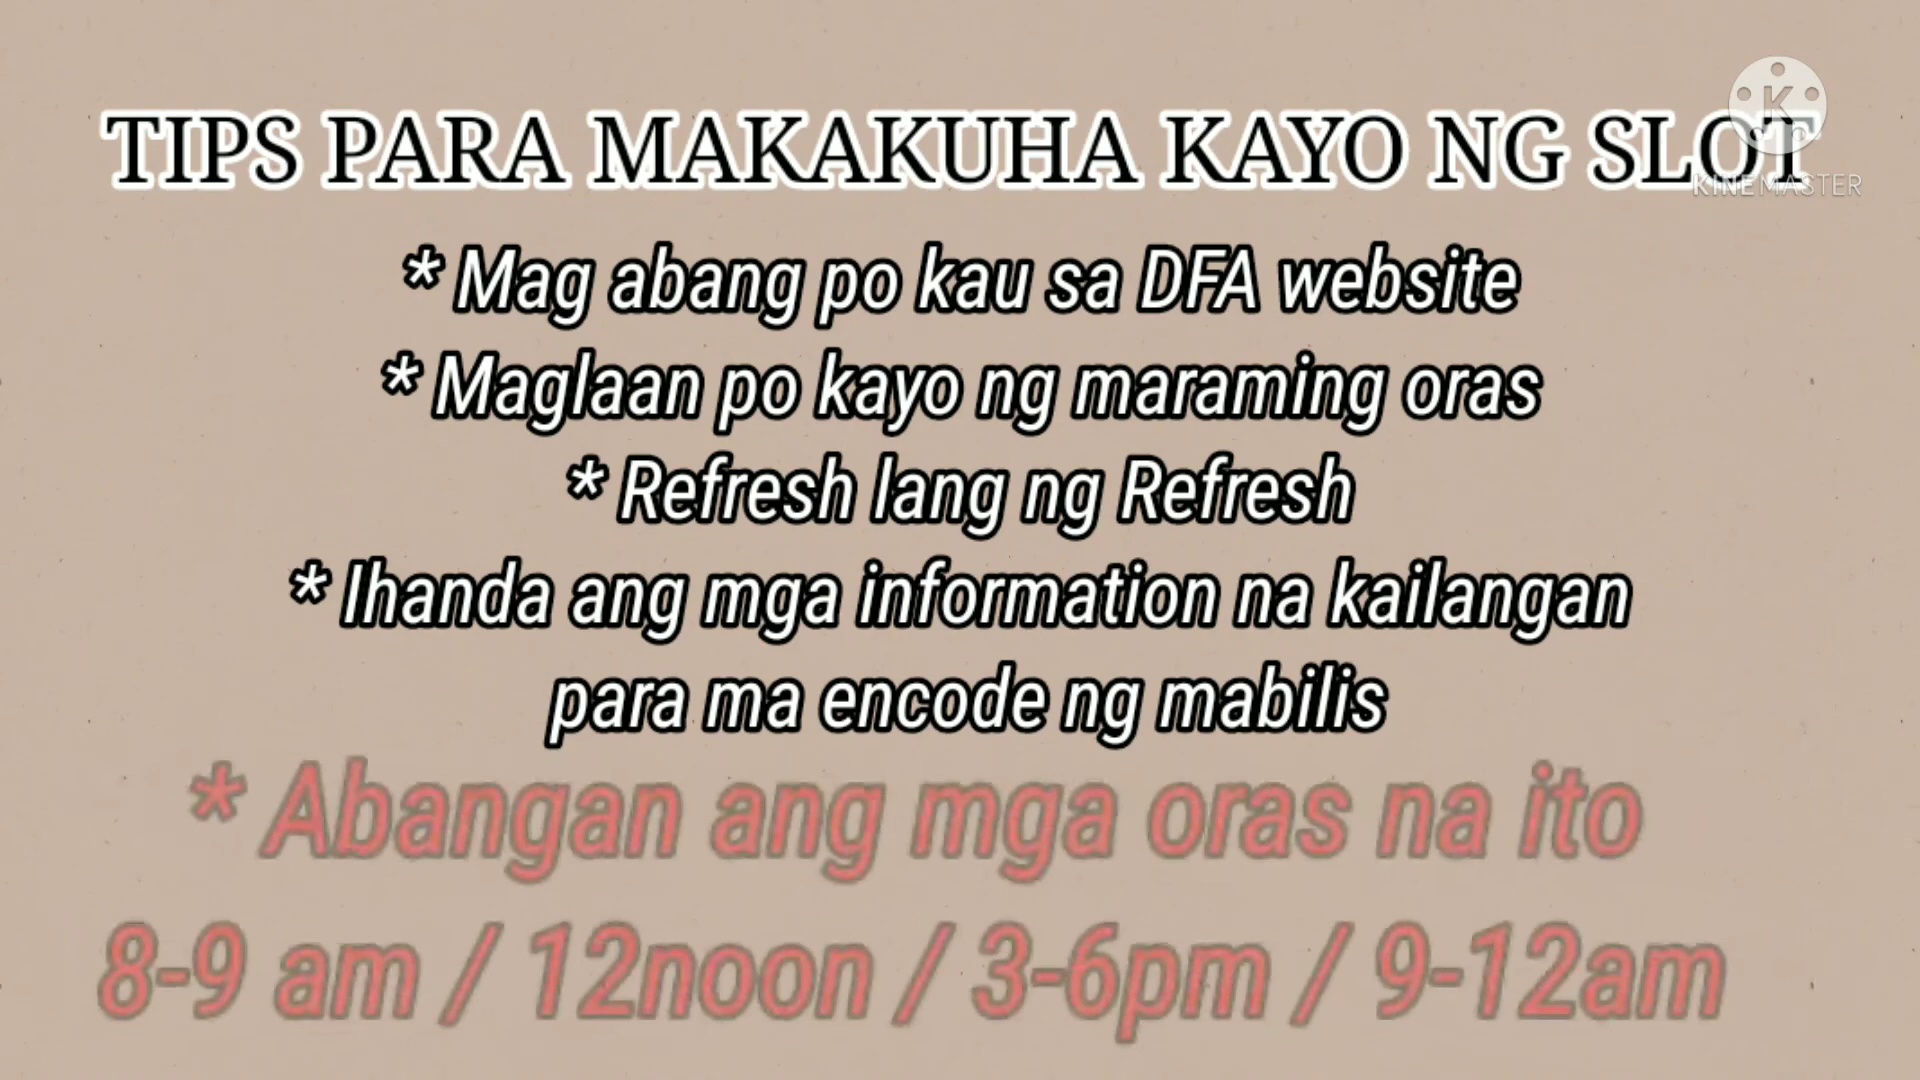 TIPS PARA MAKAKUHA KAYO NG SLOT
KINEMASTER
* Mag abang po kau sa DFA website
* Maglaan po kayo ng maraming oras
* Refresh lang ng Refresh
* Ihanda ang mga information na kailangan
para ma encode ng mabilis
* Abangan ang mga oras na ito
8-9 am / 12noon / 3-6pm / 9-12am